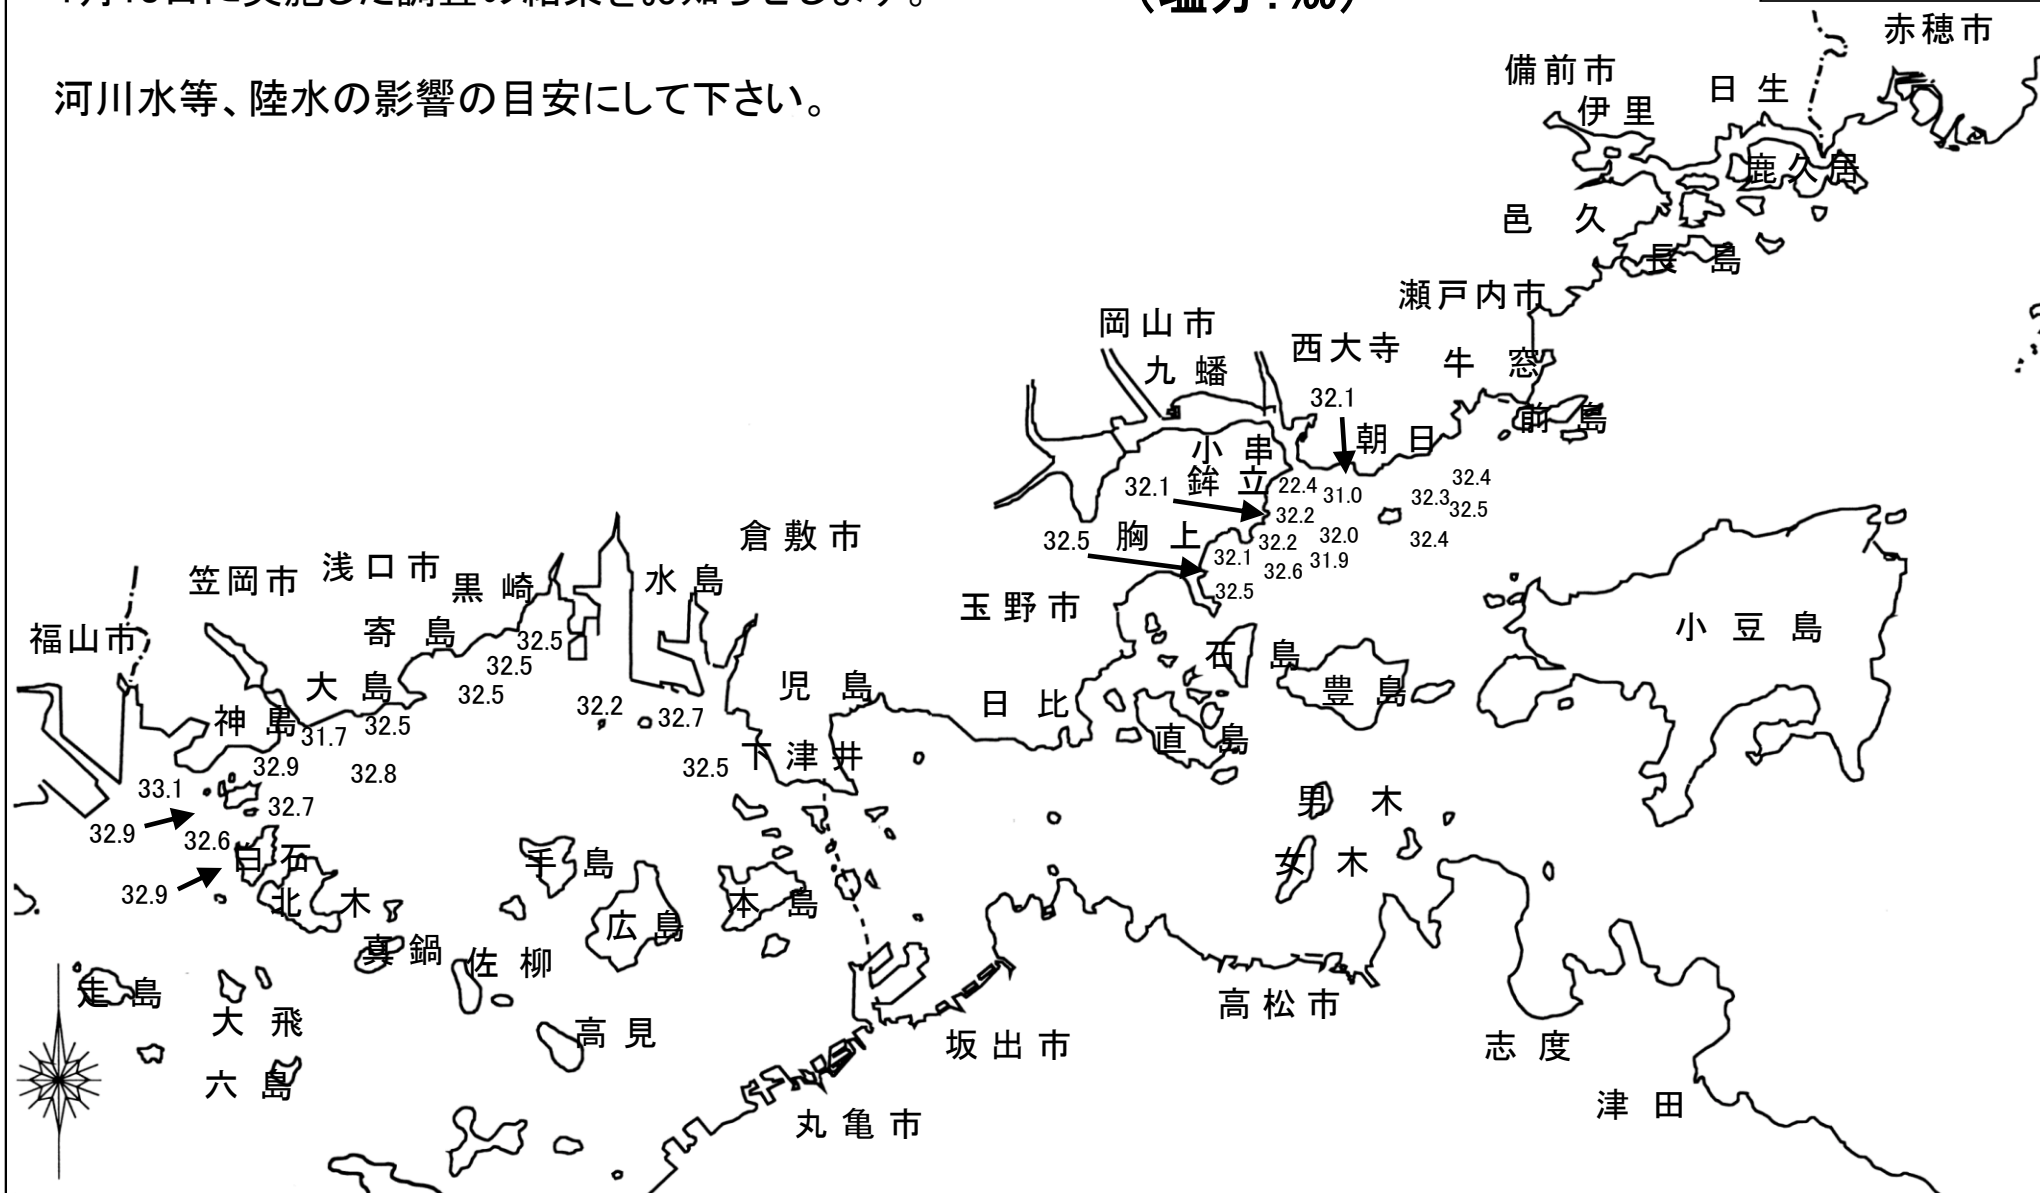 河川水等、陸水の影響の目安にして下さい。
赤穂市
備前市
日生
伊里
鹿久居
邑久
長島
瀬戸内市
岡山市
西大寺
九蟠
牛窓
32.1
前島
朝日
小串
32.1
鉾立
22.4
31.0
32.3
32.4
32.5
32.2
32.5
胸上
32.2
32.0
32.4
32.1
31.9
32.6
32.5
倉敷市
笠岡市
浅口市
黒崎
水島
玉野市
小豆島
福山市
寄島
32.5
石島
32.5
大島
32.5
児島
日比
豊島
神島
32.2
32.7
31.7
32.5
直島
下津井
32.9
32.8
32.5
33.1
32.7
男木
32.9
32.6
白石
手島
女木
32.9
北木
本島
広島
真鍋
佐柳
走島
大飛
高松市
高見
坂出市
志度
六島
津田
丸亀市